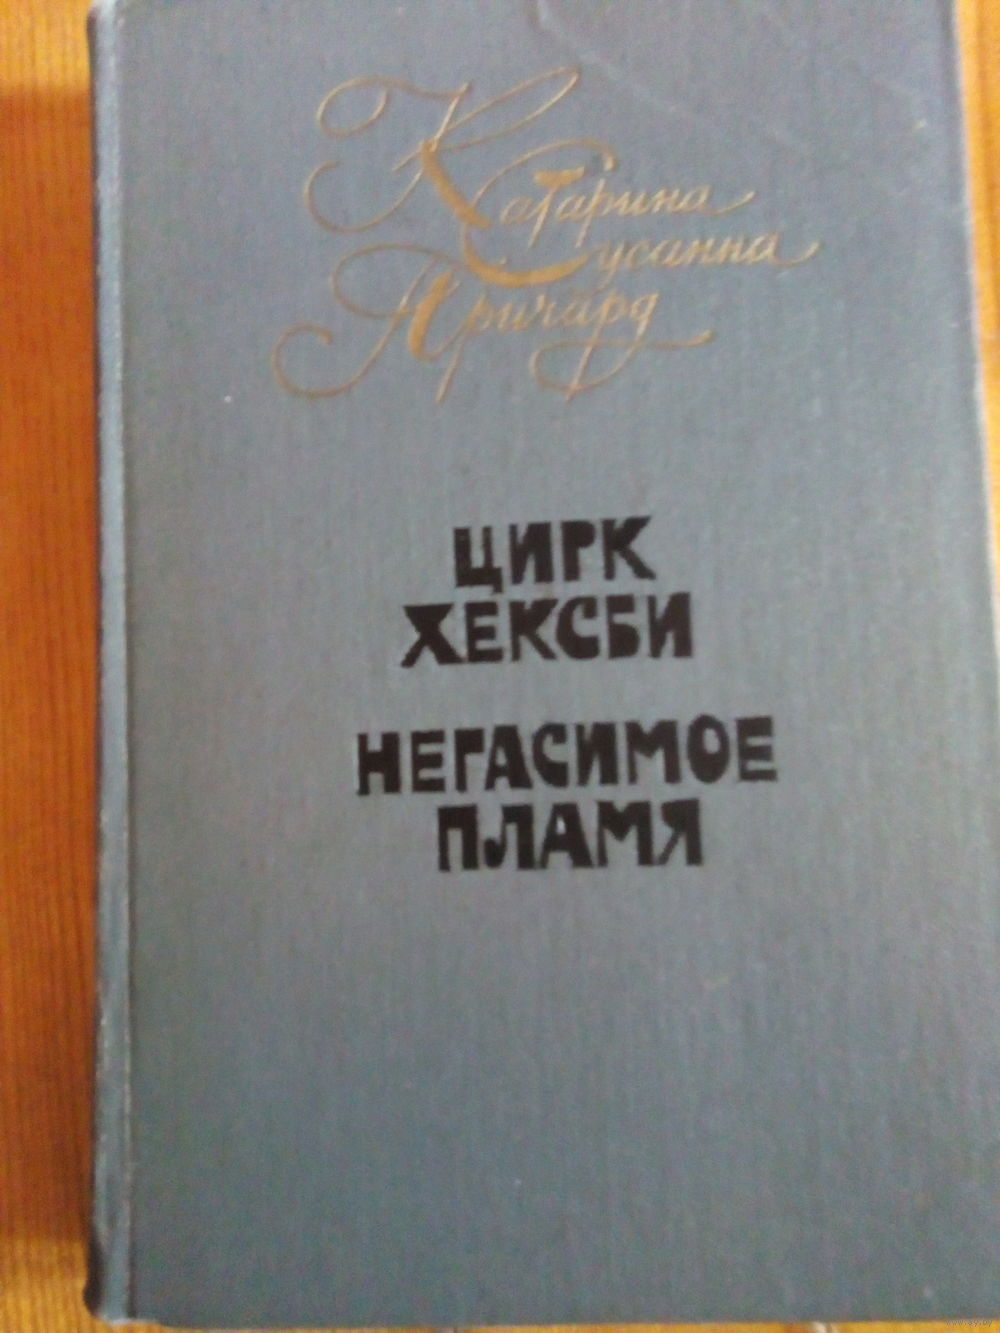 Катарина
Сусанна
Причард
ЦИРК
ХЕКСБИ
НЕГАСИМОЕ
ПЛАМЯ